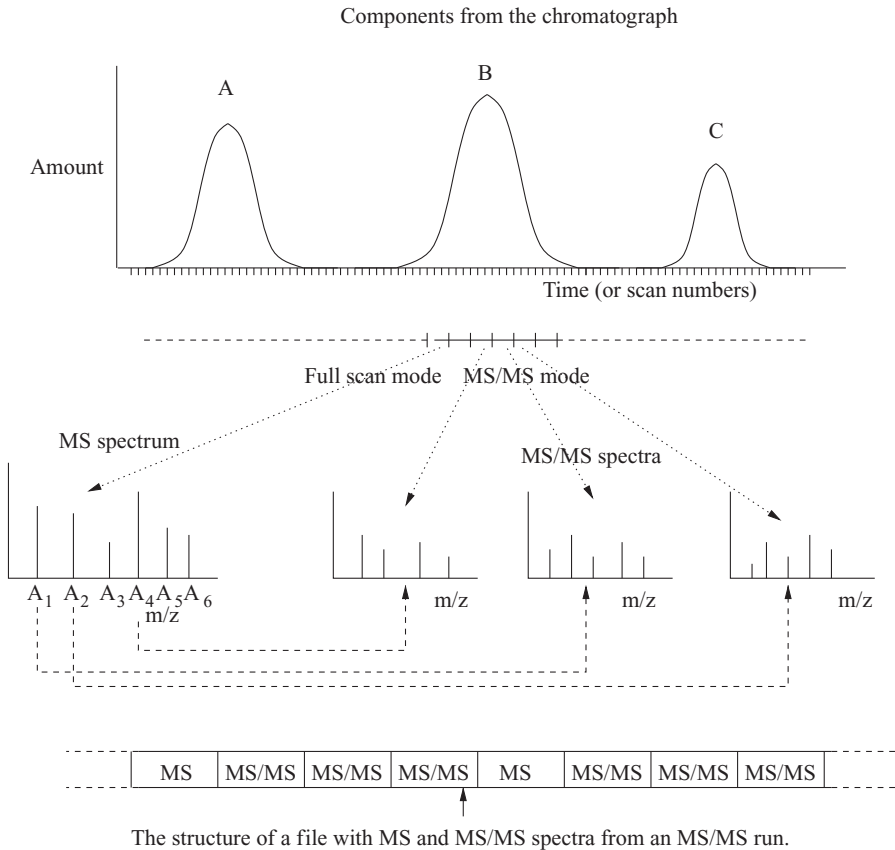 Components from the chromatograph
A
B
C
Amount
Time (or scan numbers)
Full scan mode
MS/MS mode
MS spectrum
MS/MS spectra
A1 A2 A3 A4 A5 A6
m/z
m/z
m/z
m/z
MS MS/MS MS/MS MS/MS MS MS/MS MS/MS MS/MS
The structure of a file with MS and MS/MS spectra from an MS/MS run.